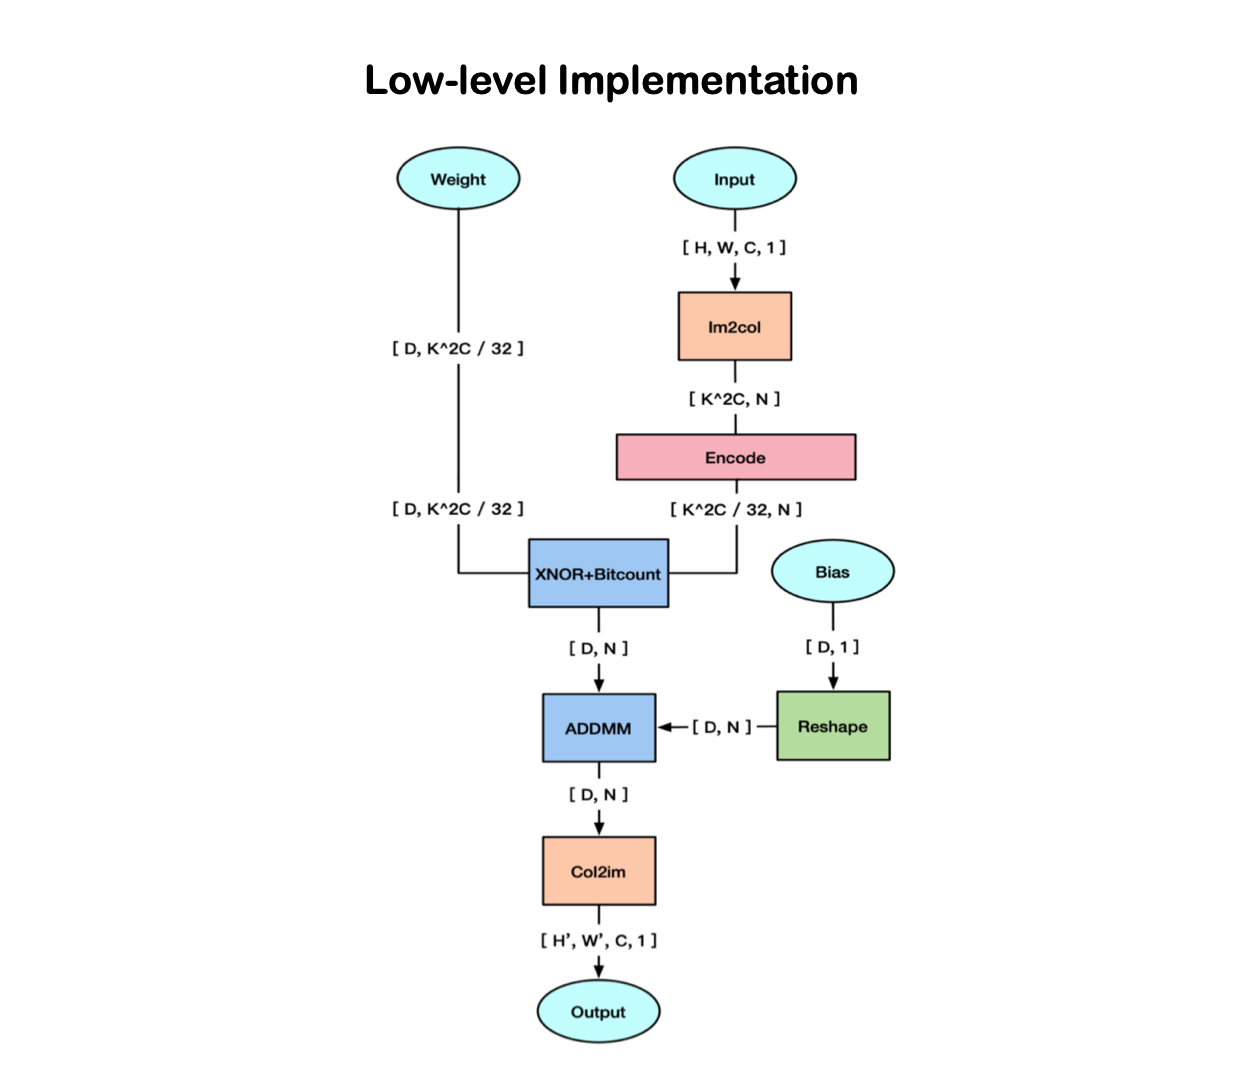 Low-level Implementation
Weight
Input
[ H, W, C, 1 ]
Im2col
[ D, K^2C / 32 ]
[ K^2C, N ]
Encode
[ D, K^2C / 32 ]
[ K^2C / 32, N ]
XNOR+Bitcount
Bias
[ D, N ]
[ D, 1 ]
ADDMM
[ D, N ]
Reshape
[ D, N ]
Col2im
[ H’, W’, C, 1 ]
Output